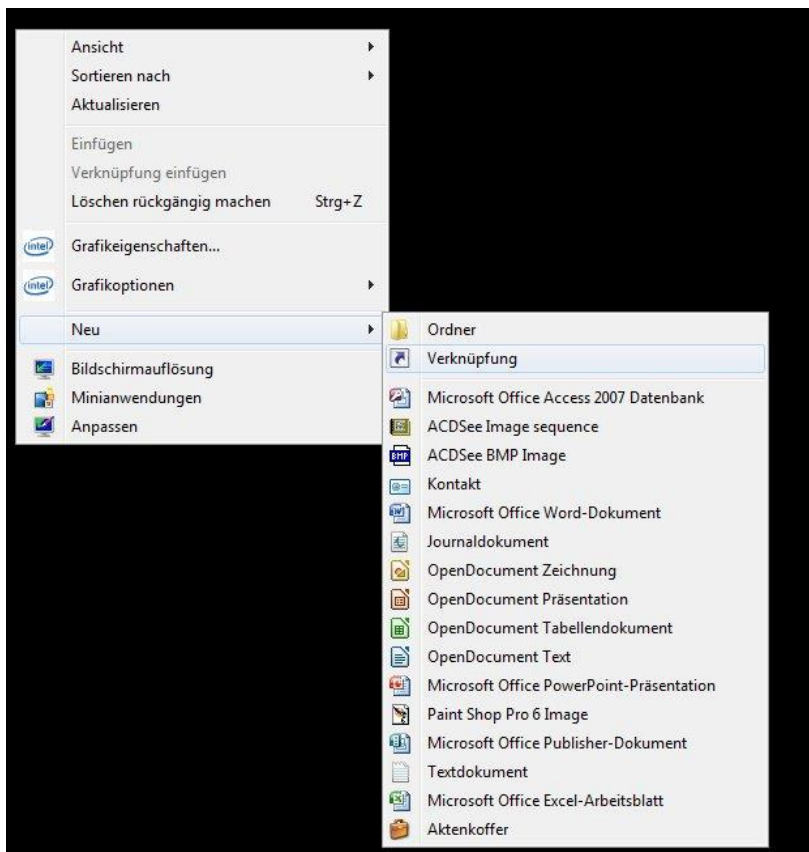 Ansicht
Sortieren nach
Aktualisieren
Einfügen
Verknüpfung einfügen
Löschen rückgängig machen Strg+Z
intel Grafikeigenschaften...
intel Grafikoptionen
Neu
Bildschirmauflösung
Minianwendungen
Anpassen
Ordner
Verknüpfung
Microsoft Office Access 2007 Datenbank
ACDSee Image sequence
BMP ACDSee BMP Image
Kontakt
Microsoft Office Word-Dokument
Journaldokument
OpenDocument Zeichnung
OpenDocument Präsentation
OpenDocument Tabellendokument
OpenDocument Text
Microsoft Office PowerPoint-Präsentation
Paint Shop Pro 6 Image
Microsoft Office Publisher-Dokument
Textdokument
Microsoft Office Excel-Arbeitsblatt
Aktenkoffer